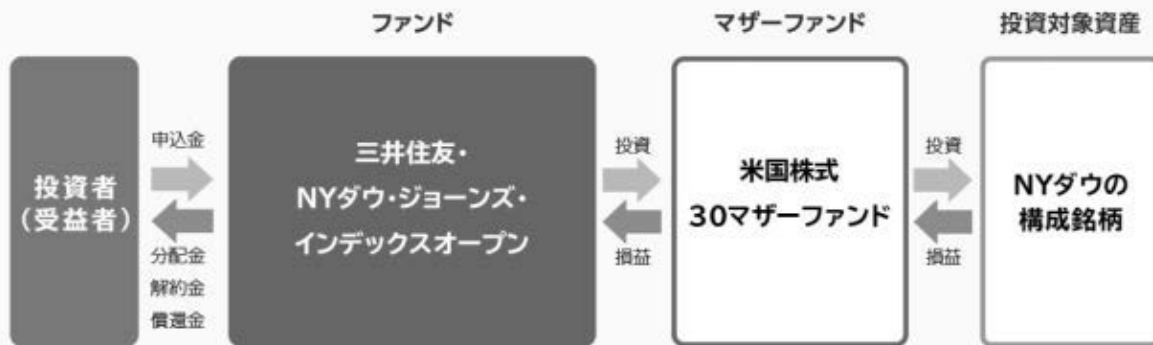 ファンド
マザーファンド
投資対象資産
投資者
(受益者)
申込金
分配金
解約金
償還金
三井住友・
NYダウ・ジョーンズ・
インデックスオープン
投資
損益
米国株式
30マザーファンド
投資
損益
NYダウの
構成銘柄